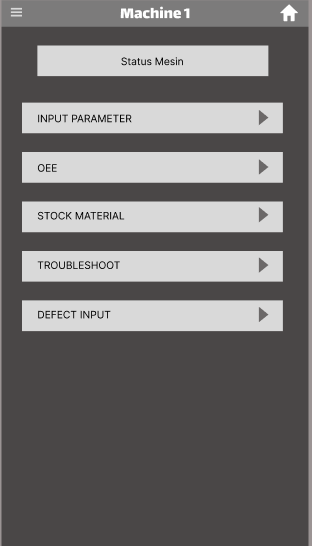 Machine 1
Status Mesin
INPUT PARAMETER
OEE
STOCK MATERIAL
TROUBLESHOOT
DEFECT INPUT